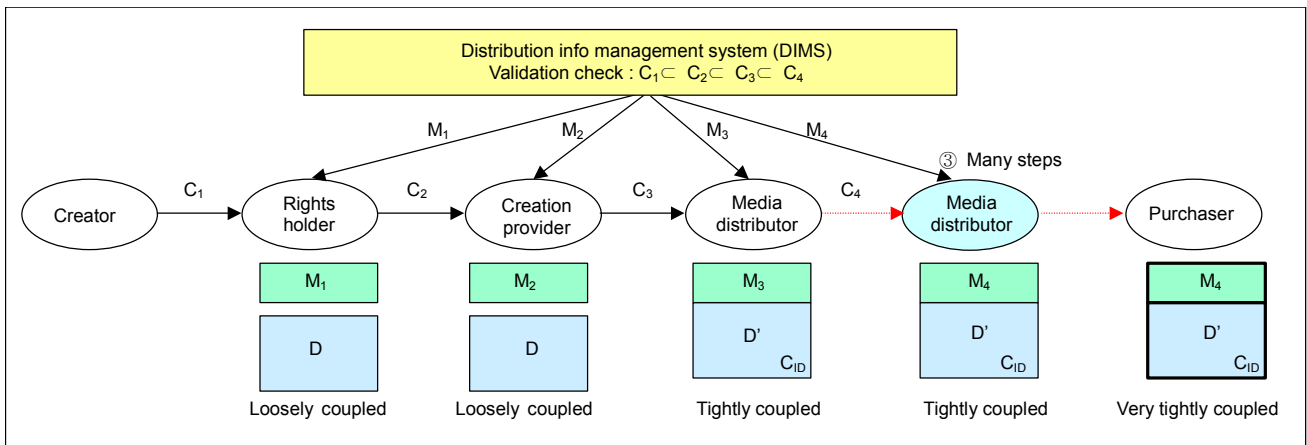 Distribution info management system (DIMS)
Validation check : C₁⊂ C₂⊂ C₃⊂ C₄
M₁
M₂
M₃
M₄
③ Many steps
Creator
C₁
Rights
holder
C₂
Creation
provider
C₃
Media
distributor
C₄
Media
distributor
Purchaser
M₁
M₂
M₃
M₄
M₄
D
D
D’
D’
D’
C_ID
C_ID
C_ID
Loosely coupled
Loosely coupled
Tightly coupled
Tightly coupled
Very tightly coupled